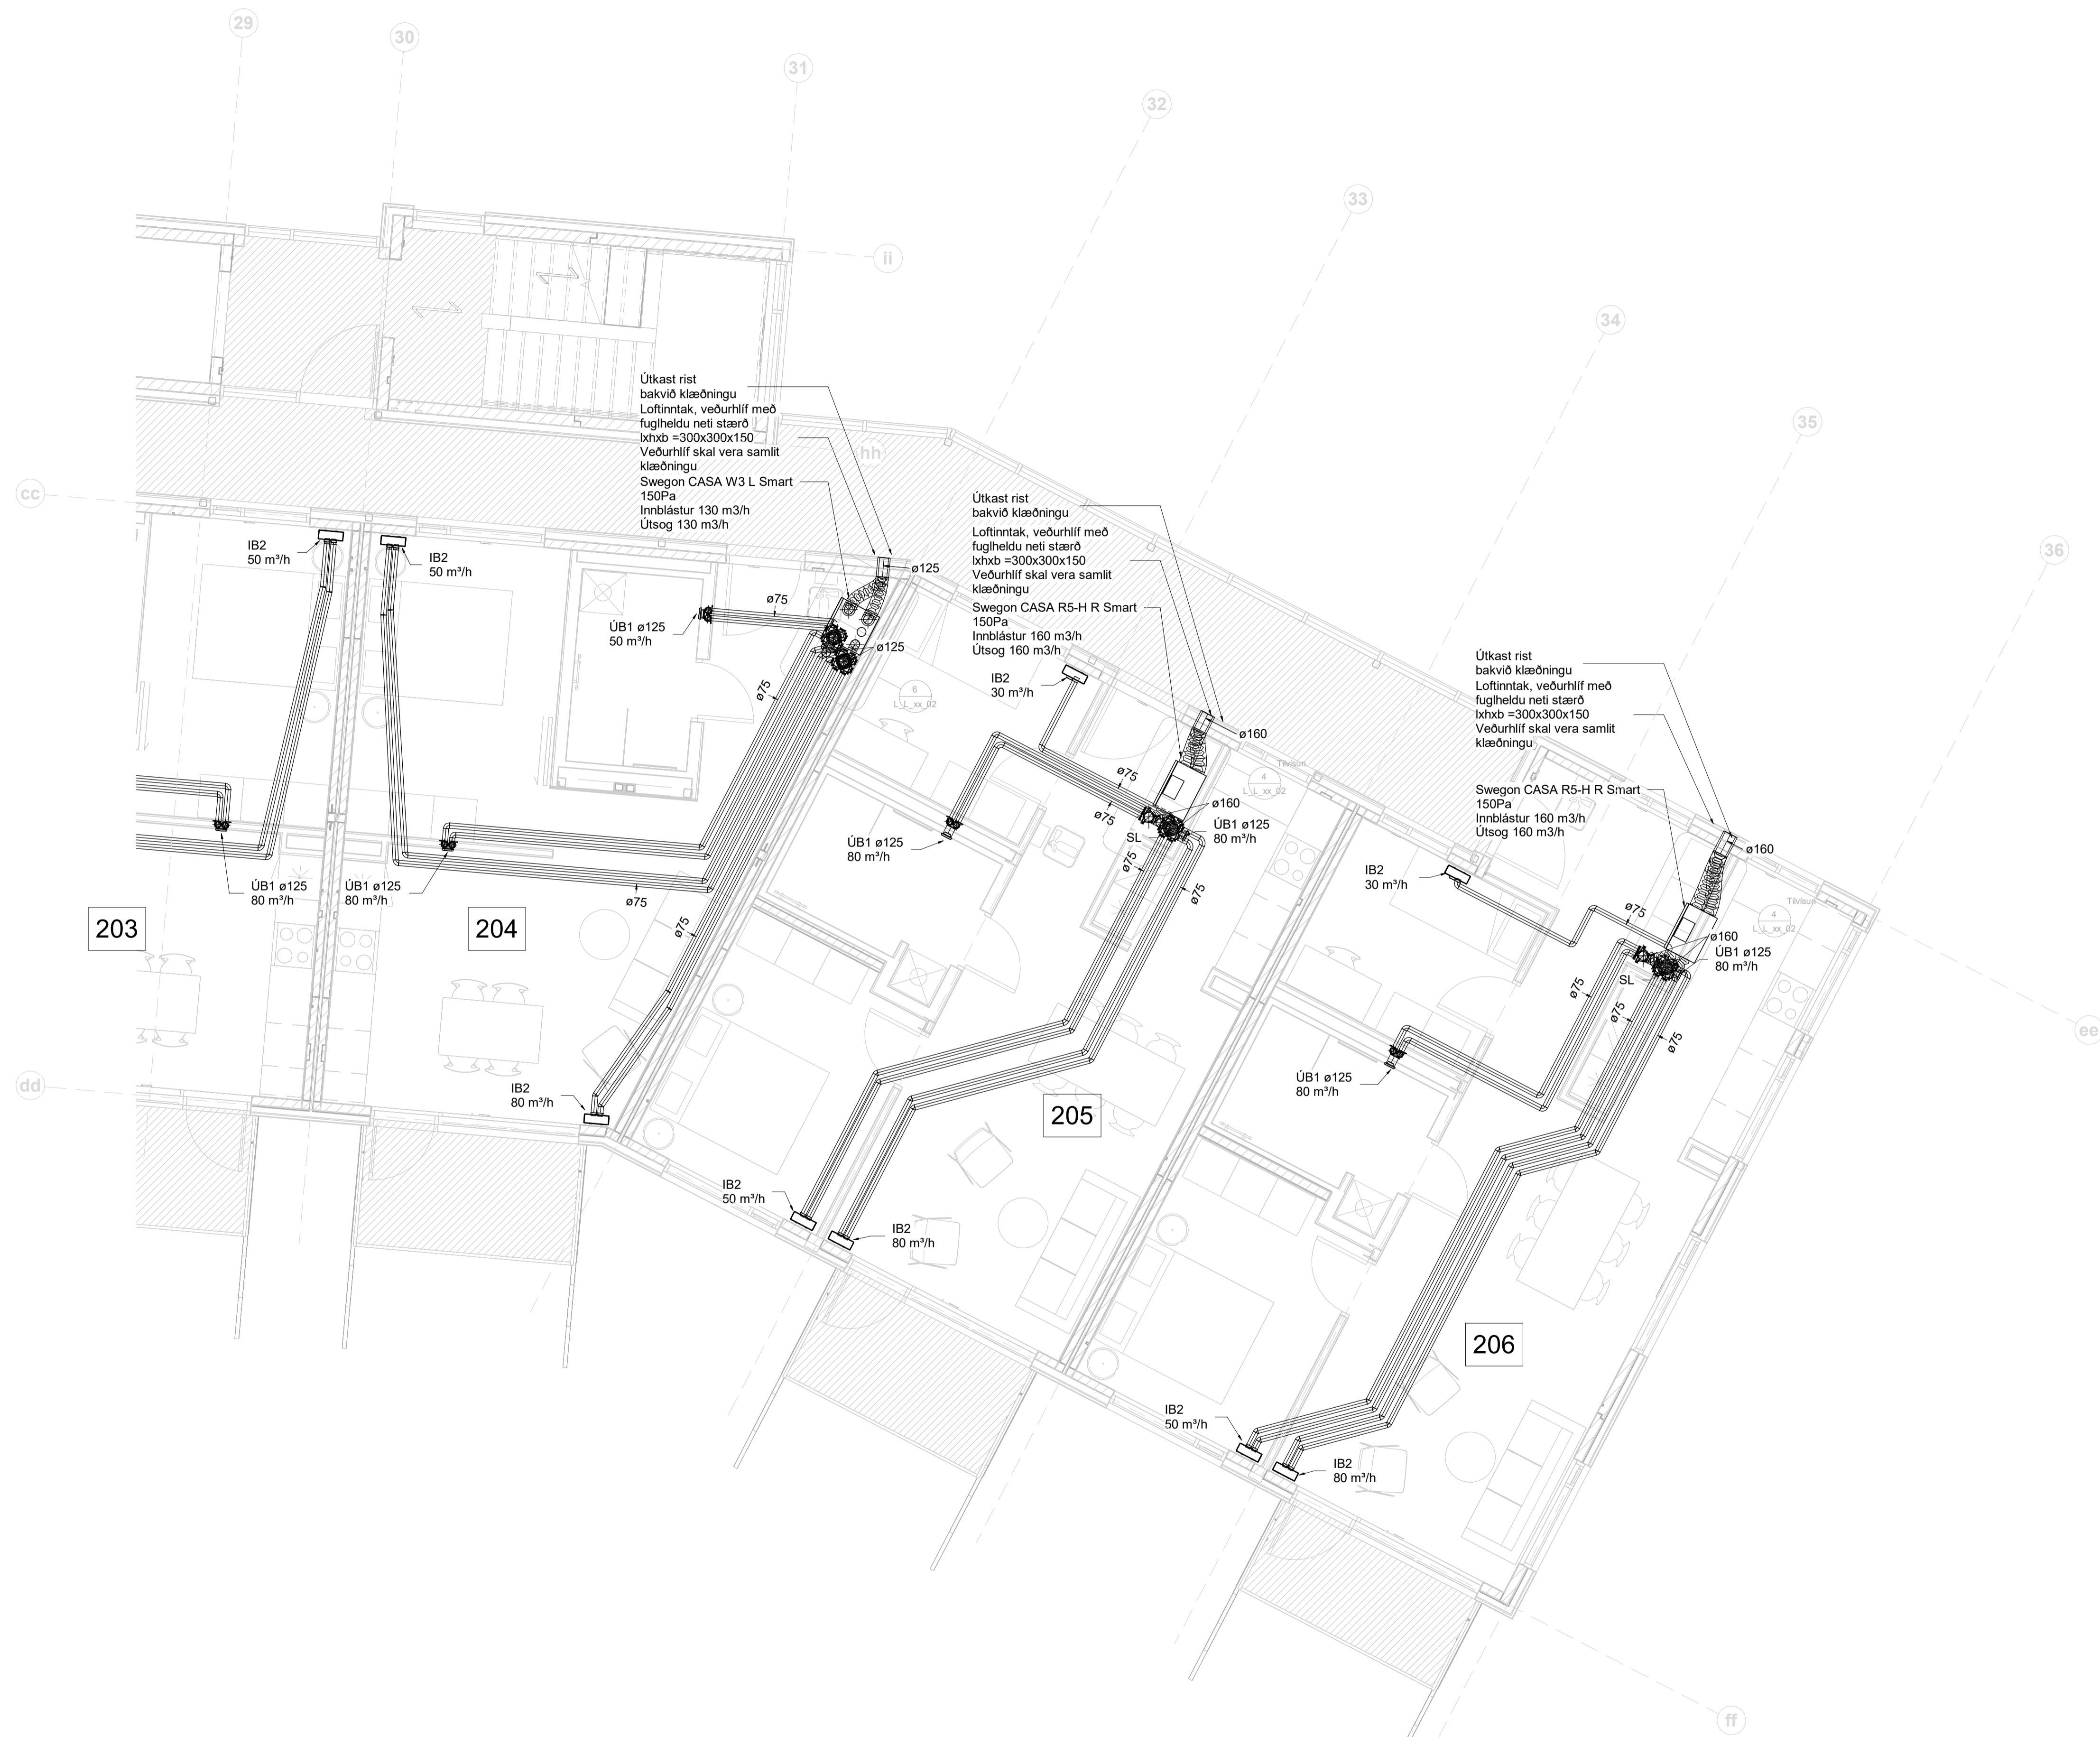 29
30
31
32
33
34
35
36
ii
hh
cc
dd
ee
ff
Útkast rist
bakvið klæðningu
Loftinntak, veðurhlíf með
fuglheldu neti stærð
lxhxb =300x300x150
Veðurhlíf skal vera samlit
klæðningu
Swegon CASA W3 L Smart
150Pa
Innblástur 130 m3/h
Útsog 130 m3/h
IB2
50 m³/h
IB2
50 m³/h
ÚB1 ø125
50 m³/h
ø75
ø125
ø125
ø75
ÚB1 ø125
80 m³/h
ÚB1 ø125
80 m³/h
ø75
ø75
203
204
IB2
80 m³/h
6
L_L_xx_02
Útkast rist
bakvið klæðningu
Loftinntak, veðurhlíf með
fuglheldu neti stærð
lxhxb =300x300x150
Veðurhlíf skal vera samlit
klæðningu
Swegon CASA R5-H R Smart
150Pa
Innblástur 160 m3/h
Útsog 160 m3/h
IB2
30 m³/h
ø160
Tilvísun
4
L_L_xx_02
ø75
ø75
ø160
ÚB1 ø125
80 m³/h
SL
ÚB1 ø125
80 m³/h
ø75
ø75
205
IB2
50 m³/h
IB2
80 m³/h
Útkast rist
bakvið klæðningu
Loftinntak, veðurhlíf með
fuglheldu neti stærð
lxhxb =300x300x150
Veðurhlíf skal vera samlit
klæðningu
Swegon CASA R5-H R Smart
150Pa
Innblástur 160 m3/h
Útsog 160 m3/h
IB2
30 m³/h
ø160
Tilvísun
4
L_L_xx_02
ø75
ø160
ÚB1 ø125
80 m³/h
SL
ø75
ø75
ø75
ÚB1 ø125
80 m³/h
206
IB2
50 m³/h
IB2
80 m³/h